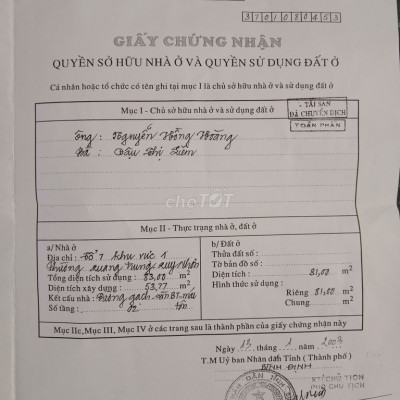 3701080453
GIẤY CHỨNG NHẬN
QUYỀN SỞ HỮU NHÀ Ở VÀ QUYỀN SỬ DỤNG ĐẤT Ở
Cá nhân hoặc tổ chức có tên ghi tại mục I là chủ sở hữu nhà ở và sử dụng đất ở
Mục I - Chủ sở hữu nhà ở và sử dụng đất ở
TÀI SẢN
ĐÃ CHUYỂN DỊCH
TOÀN PHẦN
Ông : Nguyễn Hồng Hoàng
Bà : Đậu Thị Liêm
chợTỐT
Mục II - Thực trạng nhà ở, đất ở
a/ Nhà ở
Địa chỉ : Tổ 7 khu vực 1
Phường Quang Trung, Quy Nhơn
Tổng diện tích sử dụng : 83,00 m2
Diện tích xây dựng : 53,77 m2
Kết cấu nhà : Tường gạch sàn BT mái
Số tầng : 02 tôn
b/ Đất ở
Thửa đất số :
Tờ bản đồ số :
Diện tích : 81,00 m2
Hình thức sử dụng :
Riêng 81,00 m2
Chung m2
Mục IIc, Mục III, Mục IV ở các trang sau là thành phần của giấy chứng nhận này
Ngày 13 tháng 1 năm 2003
T.M Uỷ ban Nhân dân Tỉnh (Thành phố)
BÌNH ĐỊNH
KT/ CHỦ TỊCH
PHÓ CHỦ TỊCH